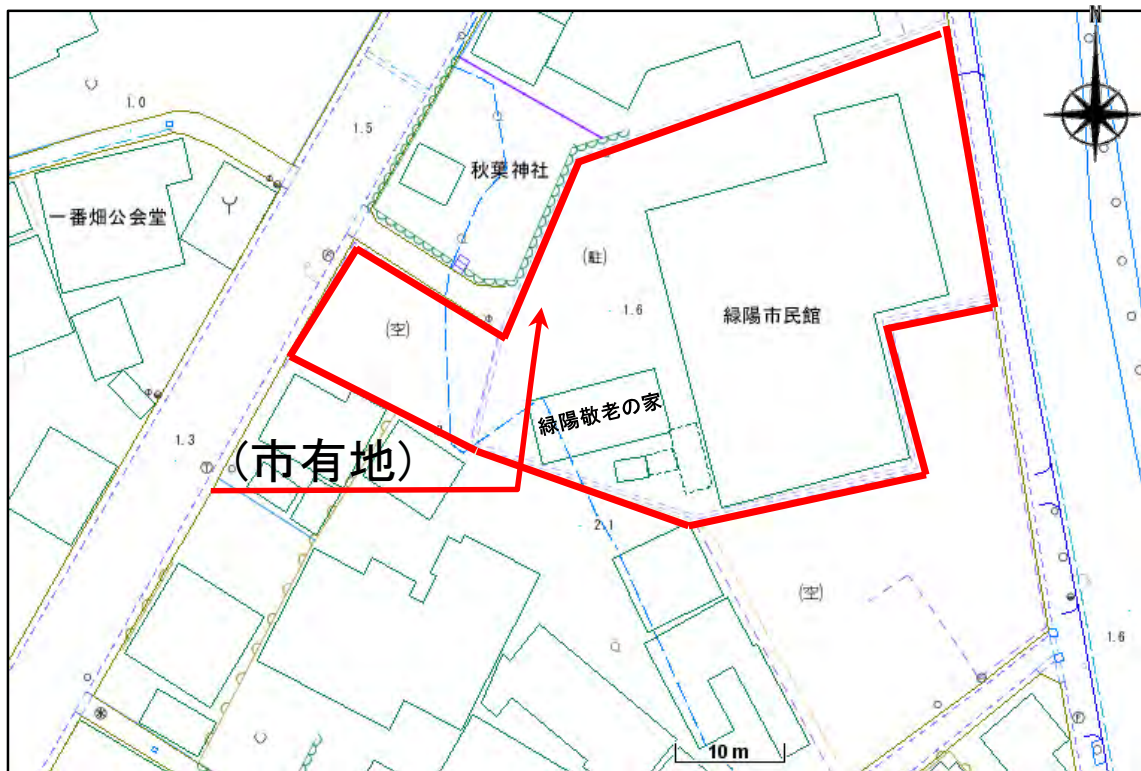 N
1.0
1.5
秋葉神社
一番畑公会堂
(駐)
1.6
緑陽市民館
(空)
緑陽敬老の家
1.3
(市有地)
2.1
(空)
1.6
10 m